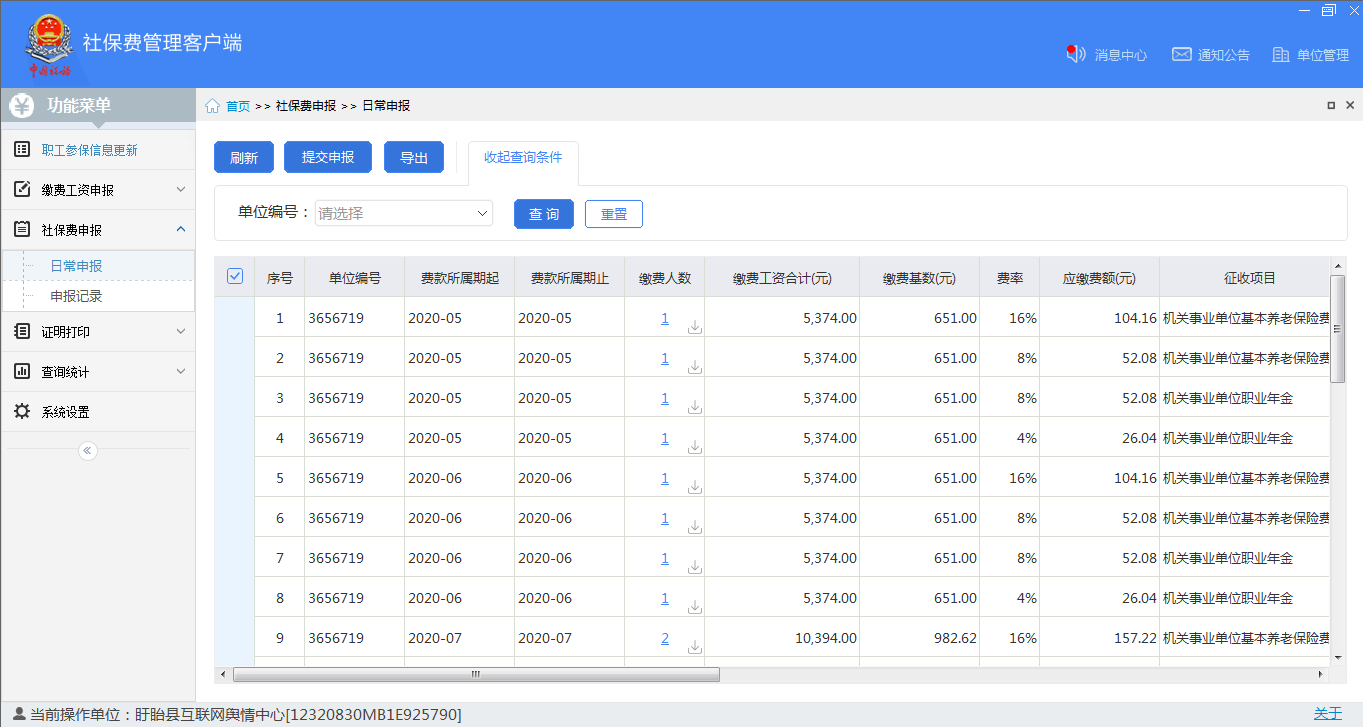 社保费管理客户端
消息中心 通知公告 单位管理
功能菜单
首页 >> 社保费申报 >> 日常申报
职工参保信息更新
缴费工资申报
社保费申报
日常申报
申报记录
证明打印
查询统计
系统设置
刷新 提交申报 导出 收起查询条件
单位编号： 请选择 查 询 重置
序号 单位编号 费款所属期起 费款所属期止 缴费人数 缴费工资合计(元) 缴费基数(元) 费率 应缴费额(元) 征收项目
1 3656719 2020-05 2020-05 1 5,374.00 651.00 16% 104.16 机关事业单位基本养老保险费
2 3656719 2020-05 2020-05 1 5,374.00 651.00 8% 52.08 机关事业单位基本养老保险费
3 3656719 2020-05 2020-05 1 5,374.00 651.00 8% 52.08 机关事业单位职业年金
4 3656719 2020-05 2020-05 1 5,374.00 651.00 4% 26.04 机关事业单位职业年金
5 3656719 2020-06 2020-06 1 5,374.00 651.00 16% 104.16 机关事业单位基本养老保险费
6 3656719 2020-06 2020-06 1 5,374.00 651.00 8% 52.08 机关事业单位基本养老保险费
7 3656719 2020-06 2020-06 1 5,374.00 651.00 8% 52.08 机关事业单位职业年金
8 3656719 2020-06 2020-06 1 5,374.00 651.00 4% 26.04 机关事业单位职业年金
9 3656719 2020-07 2020-07 2 10,394.00 982.62 16% 157.22 机关事业单位基本养老保险费
当前操作单位：盱眙县互联网舆情中心[12320830MB1E925790] 关于